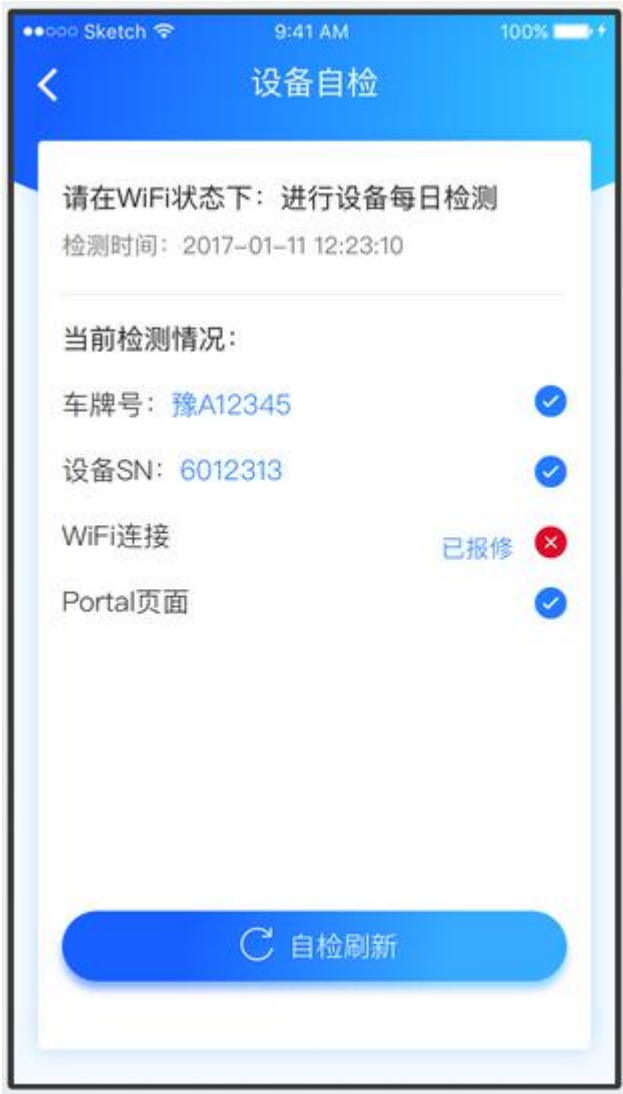 Sketch 9:41 AM 100%
设备自检
请在WiFi状态下：进行设备每日检测
检测时间：2017-01-11 12:23:10
当前检测情况：
车牌号：豫A12345
设备SN：6012313
WiFi连接 已报修
Portal页面
自检刷新